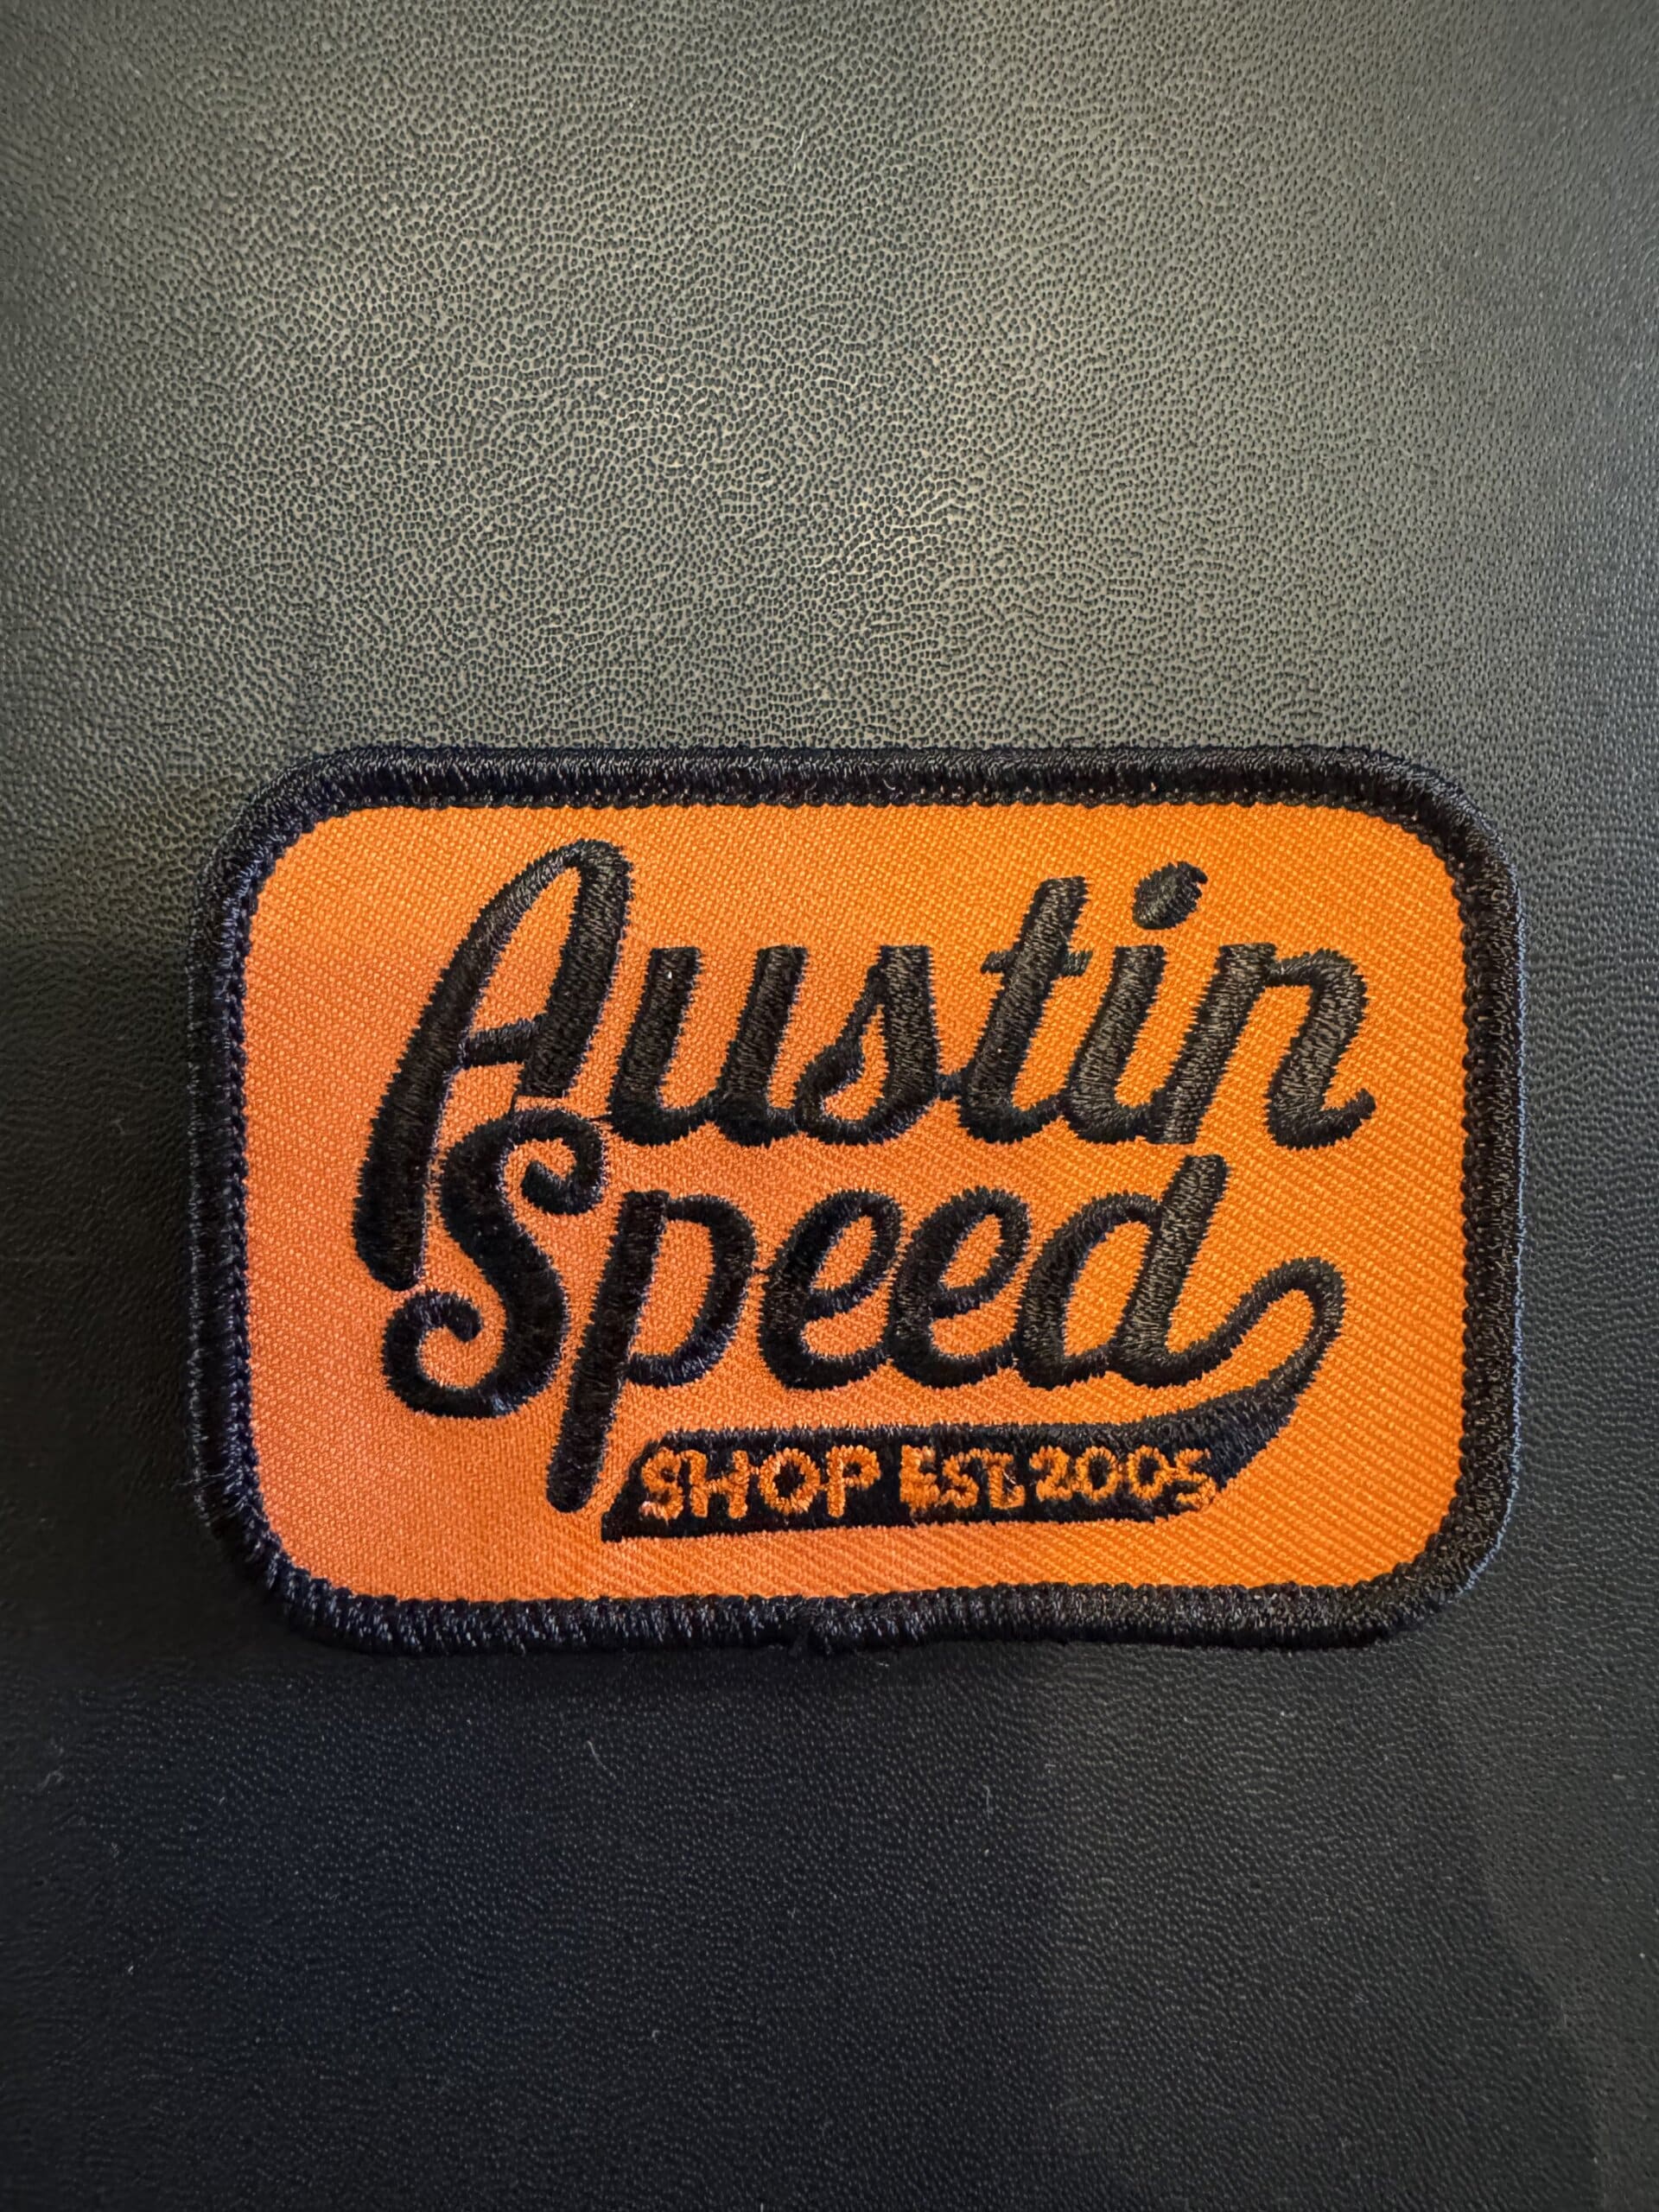 Austin
Speed
SHOP EST. 2005